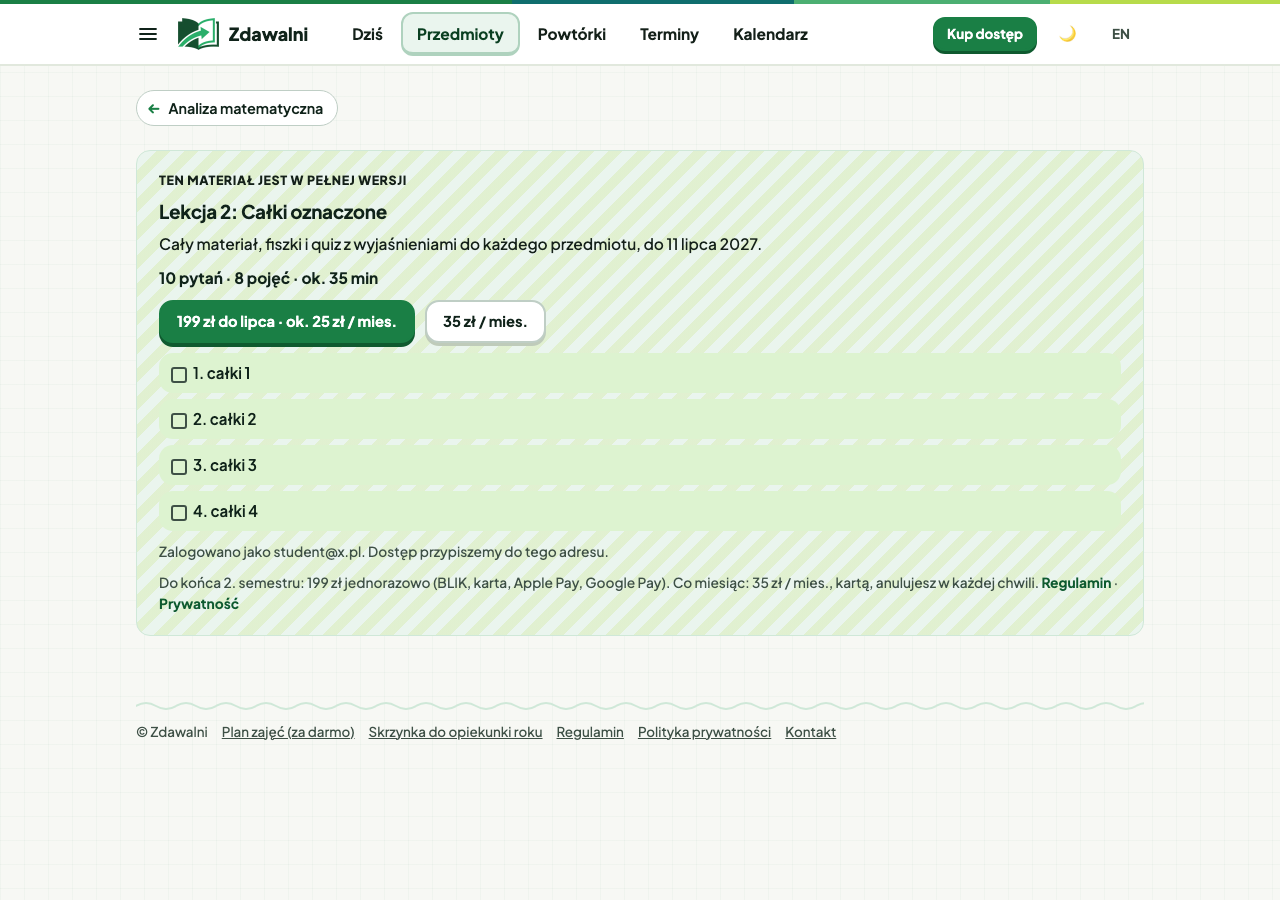 Zdawalni
Dziś
Przedmioty
Powtórki
Terminy
Kalendarz
Kup dostęp
EN
← Analiza matematyczna
TEN MATERIAŁ JEST W PEŁNEJ WERSJI
Lekcja 2: Całki oznaczone
Cały materiał, fiszki i quiz z wyjaśnieniami do każdego przedmiotu, do 11 lipca 2027.
10 pytań · 8 pojęć · ok. 35 min
199 zł do lipca · ok. 25 zł / mies.
35 zł / mies.
1. całki 1
2. całki 2
3. całki 3
4. całki 4
Zalogowano jako student@x.pl. Dostęp przypiszemy do tego adresu.
Do końca 2. semestru: 199 zł jednorazowo (BLIK, karta, Apple Pay, Google Pay). Co miesiąc: 35 zł / mies., kartą, anulujesz w każdej chwili. Regulamin ·
Prywatność
© Zdawalni
Plan zajęć (za darmo)
Skrzynka do opiekunki roku
Regulamin
Polityka prywatności
Kontakt